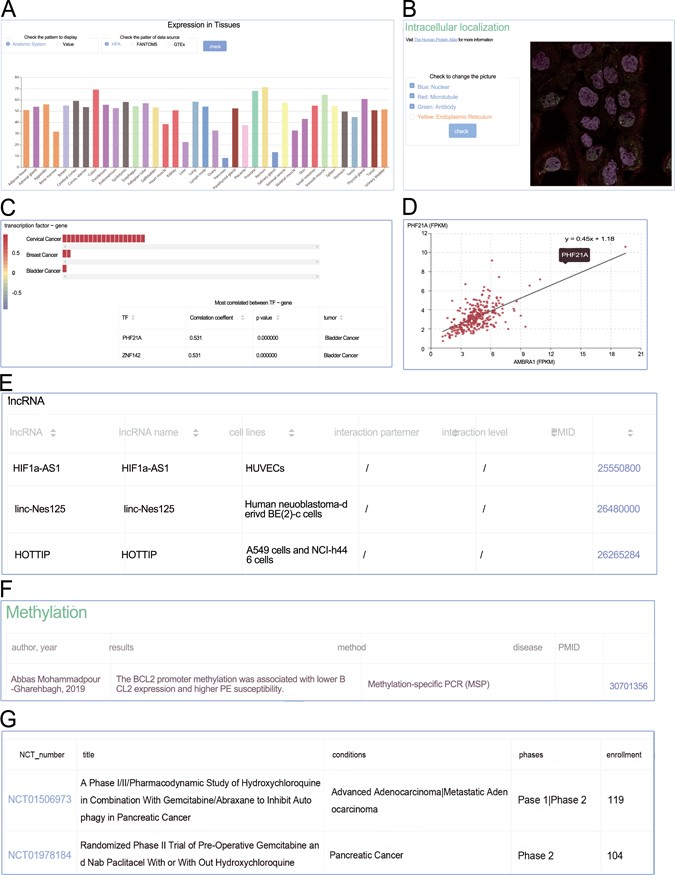 A
Expression in Tissues
Check the pattern to display
Anatomic System
Value
Check the patter of data source
HPA
FANTOM5
GTEx
check
80
70
60
50
40
30
20
10
0
B
Intracellular localization
Visit The Human Protein Atlas for more information
Check to change the picture
Blue: Nuclear
Red: Microtubule
Green: Antibody
Yellow: Endoplasmic Reticulum
check
C
transcription factor − gene
0.5
0
-0.5
Cervical Cancer
Breast Cancer
Bladder Cancer
Most correlated between TF − gene
TF
Correlation coeffient
p value
tumor
PHF21A
0.531
0.000000
Bladder Cancer
ZNF142
0.531
0.000000
Bladder Cancer
D
PHF21A (FPKM)
y = 0.45x + 1.18
PHF21A
12
10
8
6
4
2
0
0
3
6
9
12
15
18
21
AMBRA1 (FPKM)
E
lncRNA
lncRNA
lncRNA name
cell lines
interaction parterner
interaction level
PMID
HIF1a-AS1
HIF1a-AS1
HUVECs
/
/
25550800
linc-Nes125
linc-Nes125
Human neuoblastoma-d
erivd BE(2)-c cells
/
/
26480000
HOTTIP
HOTTIP
A549 cells and NCI-h44
6 cells
/
/
26265284
F
Methylation
author, year
results
method
disease
PMID
Abbas Mohammadpour
-Gharehbagh, 2019
The BCL2 promoter methylation was associated with lower B
CL2 expression and higher PE susceptibility.
Methylation-specific PCR (MSP)
30701356
G
NCT_number
title
conditions
phases
enrollment
NCT01506973
A Phase I/II/Pharmacodynamic Study of Hydroxychloroquine
in Combination With Gemcitabine/Abraxane to Inhibit Auto
phagy in Pancreatic Cancer
Advanced Adenocarcinoma|Metastatic Aden
ocarcinoma
Pase 1|Phase 2
119
NCT01978184
Randomized Phase II Trial of Pre-Operative Gemcitabine an
d Nab Paclitacel With or With Out Hydroxychloroquine
Pancreatic Cancer
Phase 2
104